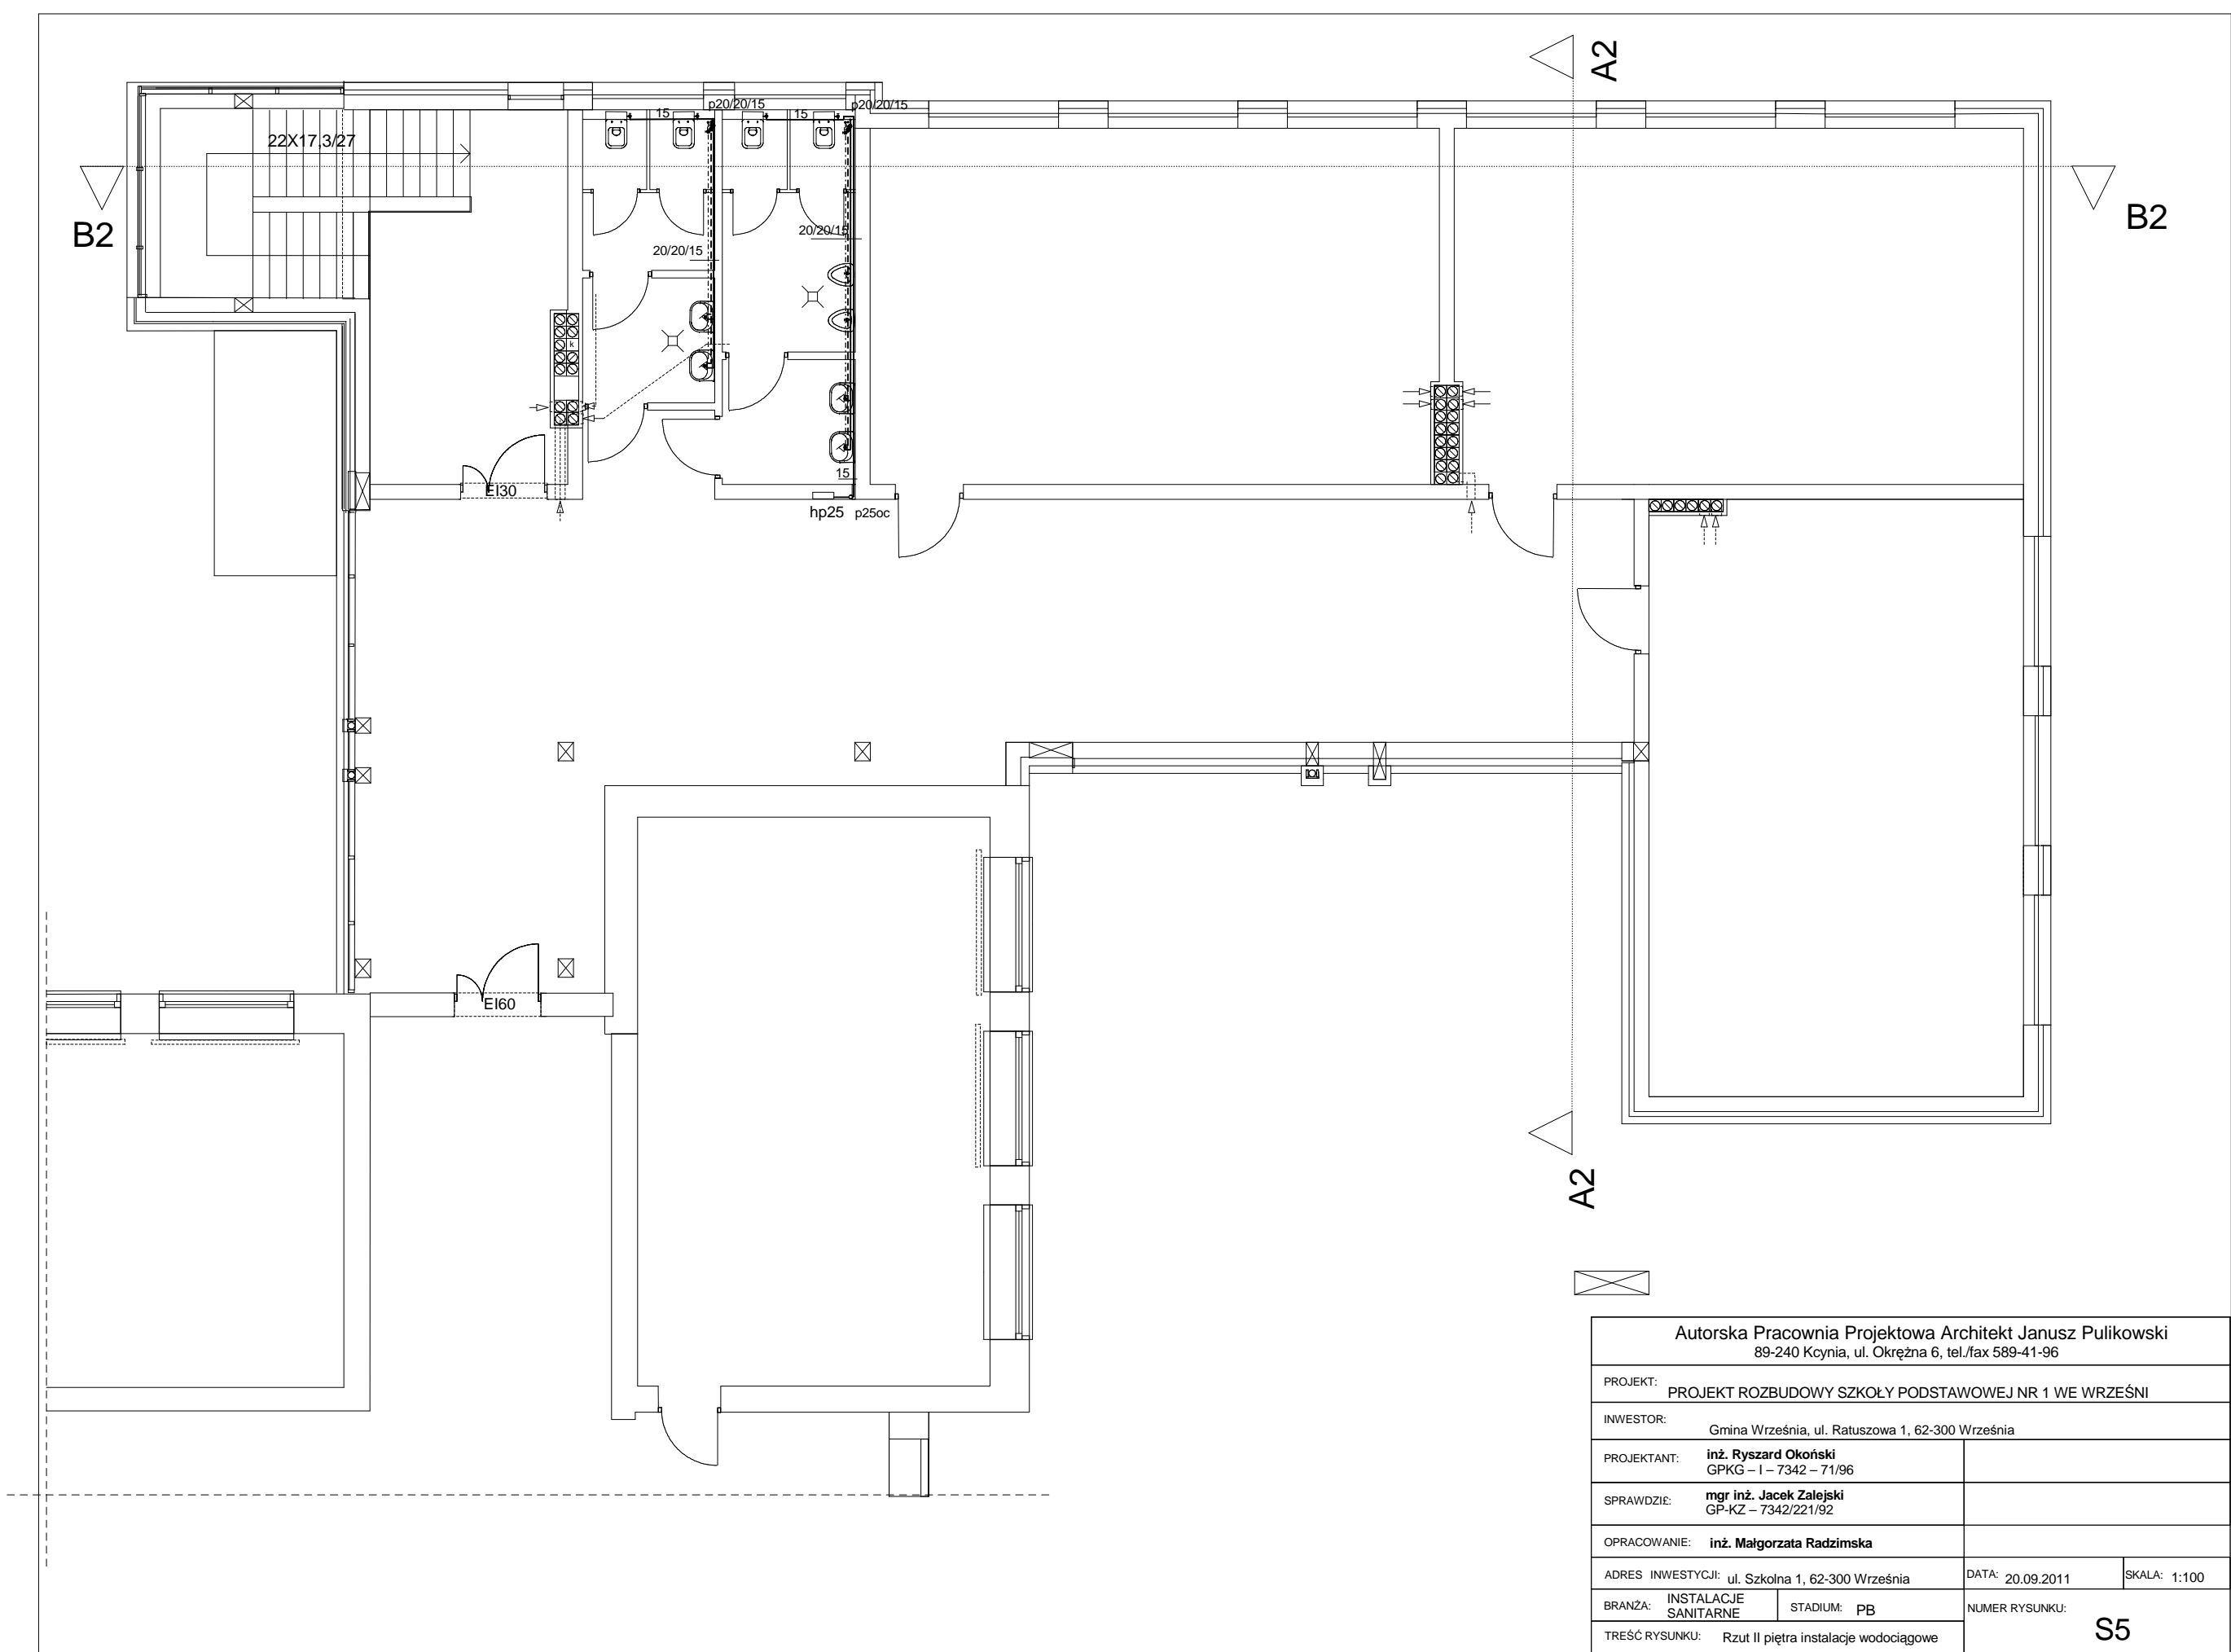 A2
p20/20/15
p20/20/15
15
15
22X17,3/27
B2
B2
20/20/15
20/20/15
k
15
EI30
hp25
p25oc
EI60
A2
Autorska Pracownia Projektowa Architekt Janusz Pulikowski
89-240 Kcynia, ul. Okrężna 6, tel./fax 589-41-96
PROJEKT: PROJEKT ROZBUDOWY SZKOŁY PODSTAWOWEJ NR 1 WE WRZEŚNI
INWESTOR: Gmina Września, ul. Ratuszowa 1, 62-300 Września
PROJEKTANT: inż. Ryszard Okoński
GPKG – I – 7342 – 71/96
SPRAWDZI£: mgr inż. Jacek Zalejski
GP-KZ – 7342/221/92
OPRACOWANIE: inż. Małgorzata Radzimska
ADRES INWESTYCJI: ul. Szkolna 1, 62-300 Września
DATA: 20.09.2011
SKALA: 1:100
BRANŻA: INSTALACJE
SANITARNE
STADIUM: PB
NUMER RYSUNKU:
S5
TREŚĆ RYSUNKU: Rzut II piętra instalacje wodociągowe